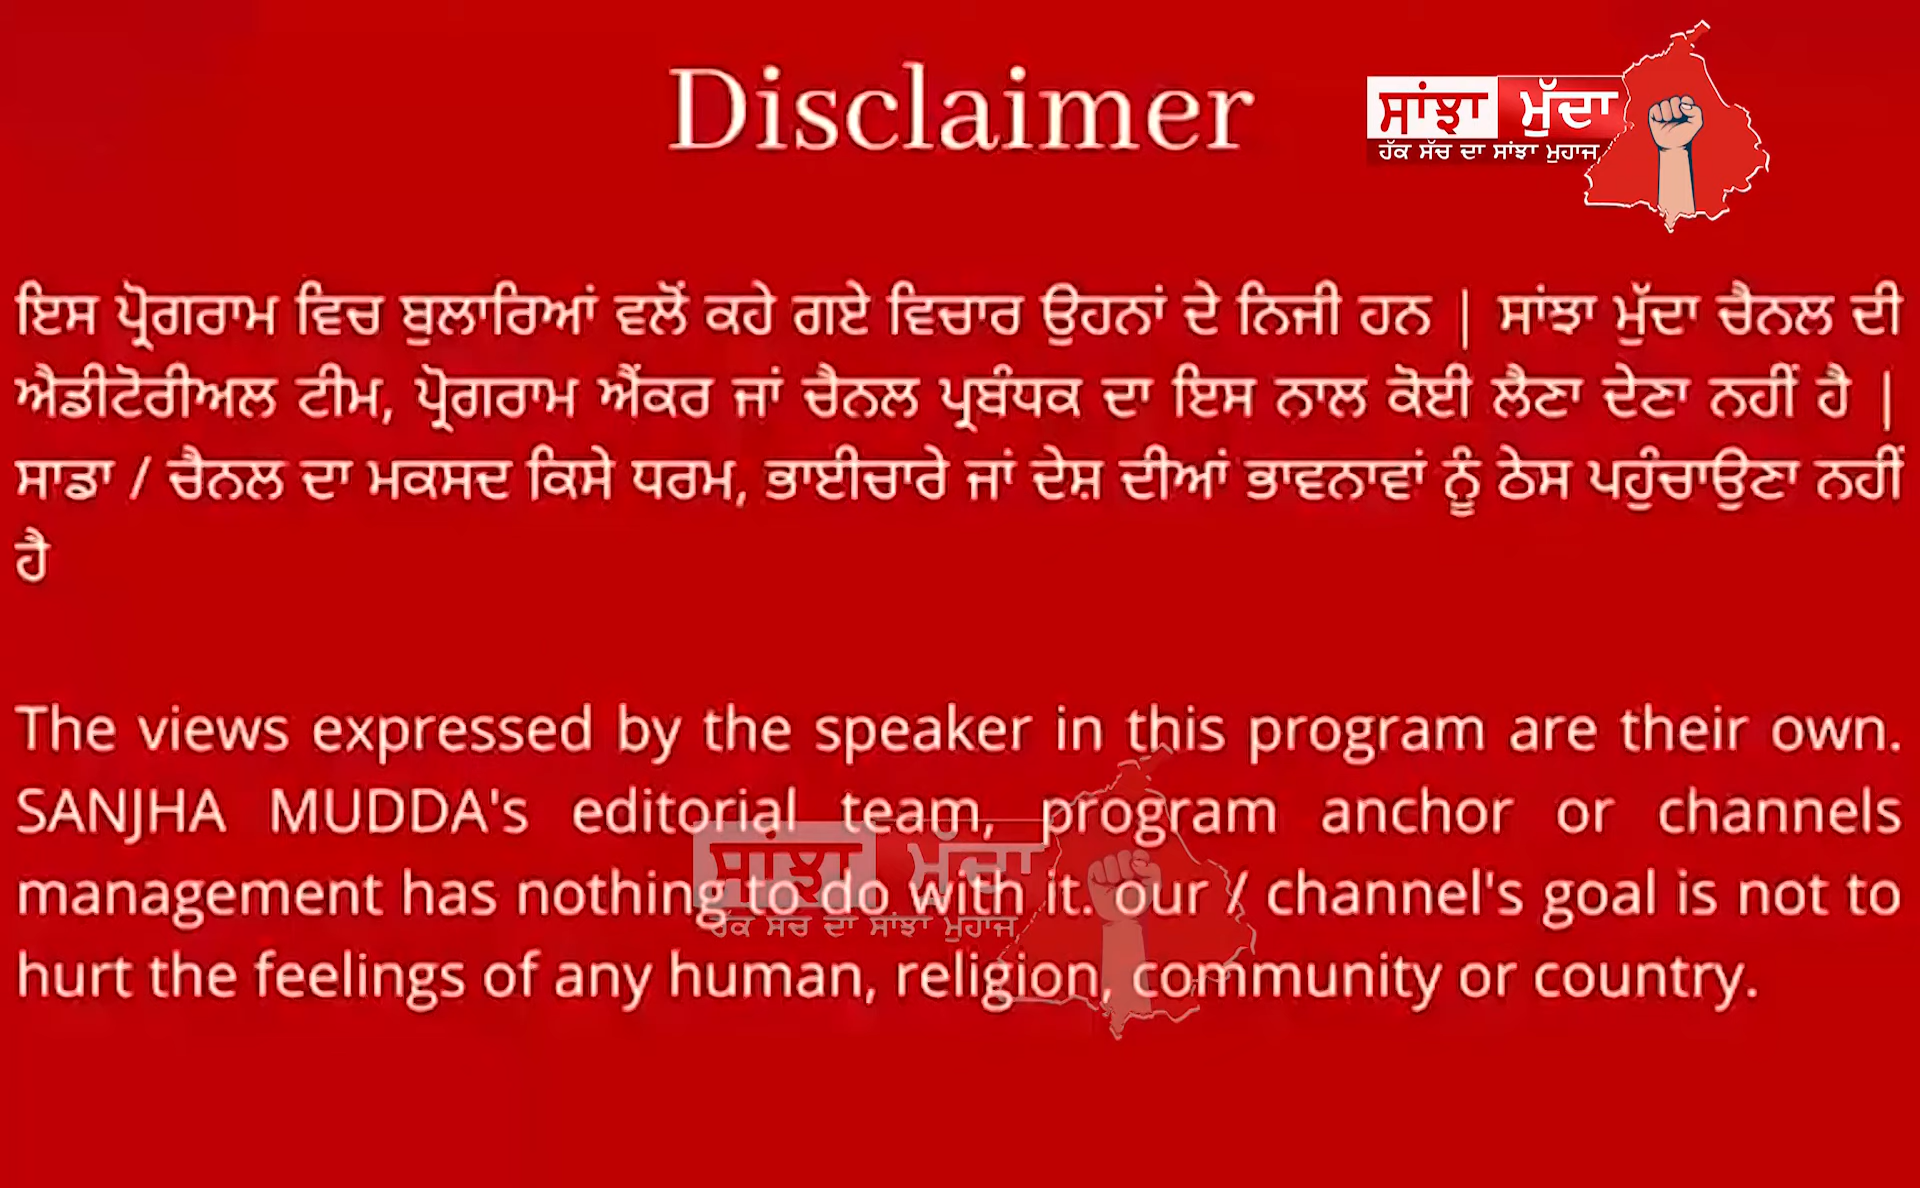 Disclaimer
ਸਾਂਝਾ ਮੁੱਦਾ
ਹੱਕ ਸੱਚ ਦਾ ਸਾਂਝਾ ਮੁਹਾਜ
ਇਸ ਪ੍ਰੋਗਰਾਮ ਵਿਚ ਬੁਲਾਰਿਆਂ ਵਲੋਂ ਕਹੇ ਗਏ ਵਿਚਾਰ ਉਹਨਾਂ ਦੇ ਨਿਜੀ ਹਨ | ਸਾਂਝਾ ਮੁੱਦਾ ਚੈਨਲ ਦੀ
ਐਡੀਟੋਰੀਅਲ ਟੀਮ, ਪ੍ਰੋਗਰਾਮ ਐਂਕਰ ਜਾਂ ਚੈਨਲ ਪ੍ਰਬੰਧਕ ਦਾ ਇਸ ਨਾਲ ਕੋਈ ਲੈਣਾ ਦੇਣਾ ਨਹੀਂ ਹੈ |
ਸਾਡਾ / ਚੈਨਲ ਦਾ ਮਕਸਦ ਕਿਸੇ ਧਰਮ, ਭਾਈਚਾਰੇ ਜਾਂ ਦੇਸ਼ ਦੀਆਂ ਭਾਵਨਾਵਾਂ ਨੂੰ ਠੇਸ ਪਹੁੰਚਾਉਣਾ ਨਹੀਂ
ਹੈ
The views expressed by the speaker in this program are their own.
SANJHA MUDDA's editorial team, program anchor or channels
management has nothing to do with it. our / channel's goal is not to
hurt the feelings of any human, religion, community or country.
ਸਾਂਝਾ ਮੁੱਦਾ
ਹੱਕ ਸੱਚ ਦਾ ਸਾਂਝਾ ਮੁਹਾਜ